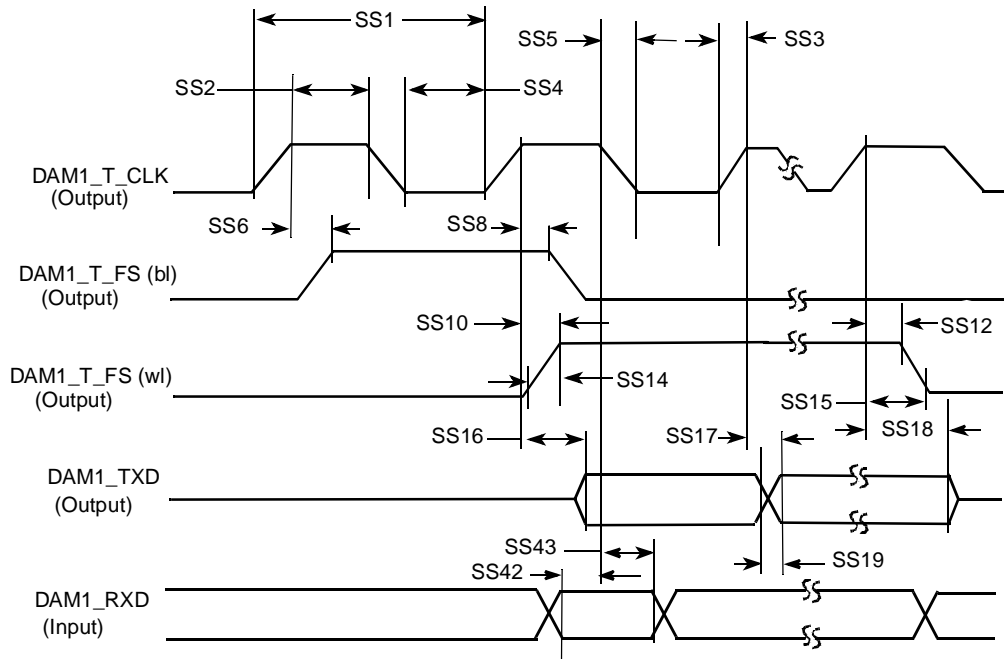 SS1
SS5
SS3
SS2
SS4
DAM1_T_CLK
(Output)
SS6
SS8
DAM1_T_FS (bl)
(Output)
SS10
SS12
DAM1_T_FS (wl)
(Output)
SS14
SS15
SS16
SS17
SS18
DAM1_TXD
(Output)
SS43
SS42
SS19
DAM1_RXD
(Input)